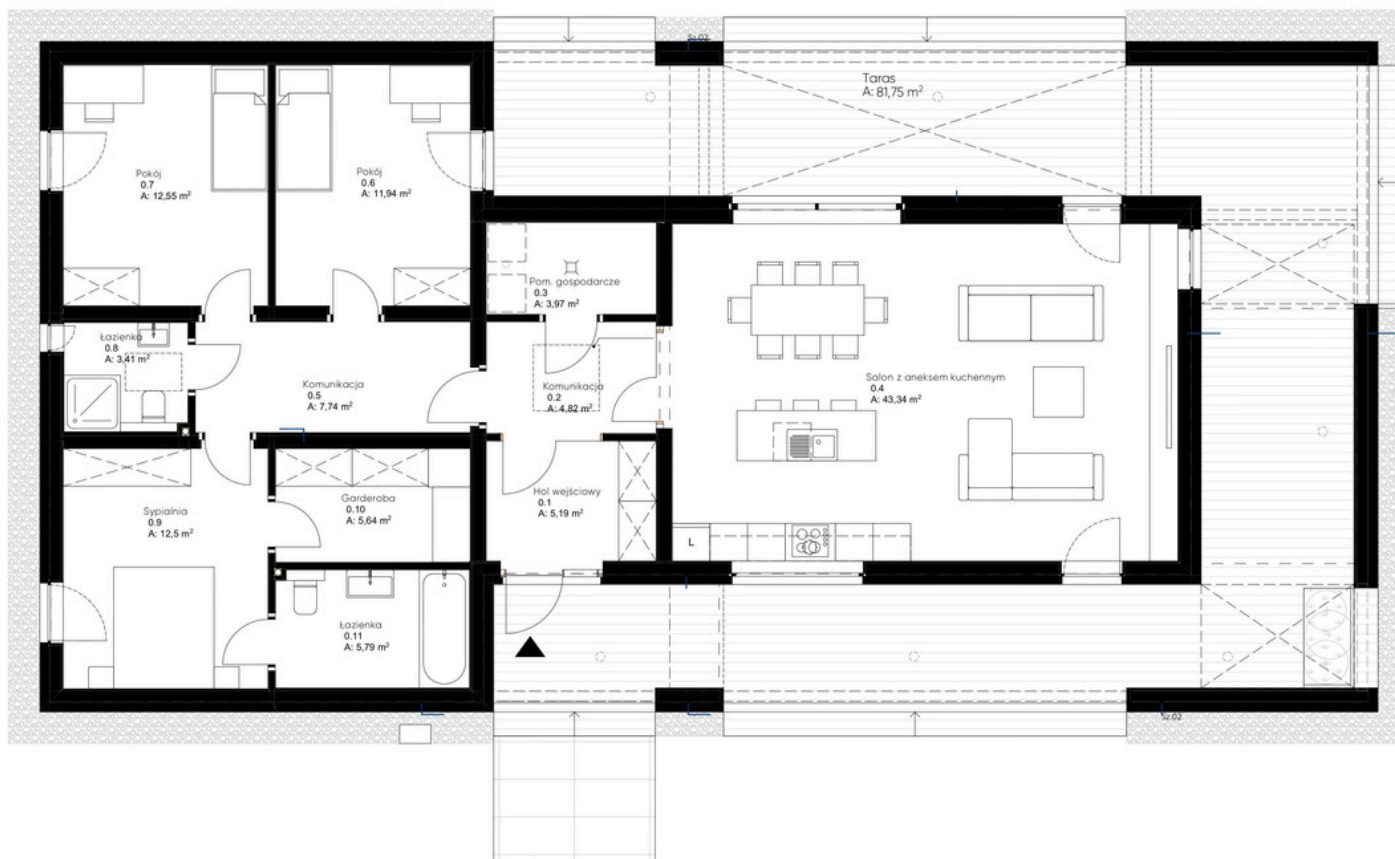 Sz.02
Taras
A: 81,75 m²
Pokój
0.7
A: 12,55 m²
Pokój
0.6
A: 11,94 m²
Pom. gospodarcze
0.3
A: 3,97 m²
Łazienka
0.8
A: 3,41 m²
Komunikacja
0.5
A: 7,74 m²
Komunikacja
0.2
A: 4,82 m²
Salon z aneksem kuchennym
0.4
A: 43,34 m²
Sypialnia
0.9
A: 12,5 m²
Garderoba
0.10
A: 5,64 m²
Hol wejściowy
0.1
A: 5,19 m²
L
Łazienka
0.11
A: 5,79 m²
Sz.02